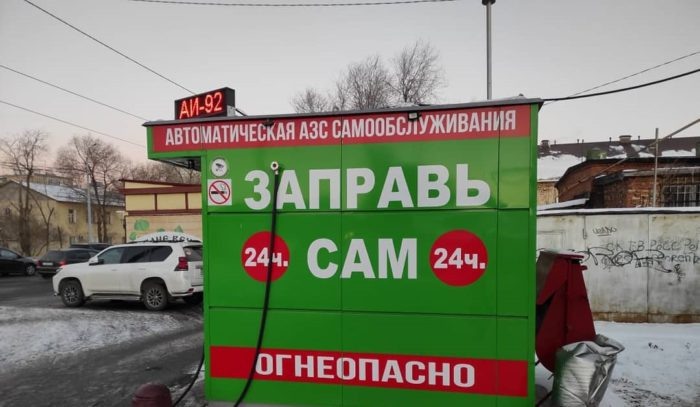 АИ-92
АВТОМАТИЧЕСКАЯ АЗС САМООБСЛУЖИВАНИЯ
ЗАПРАВЬ
24ч. САМ 24ч.
ОГНЕОПАСНО